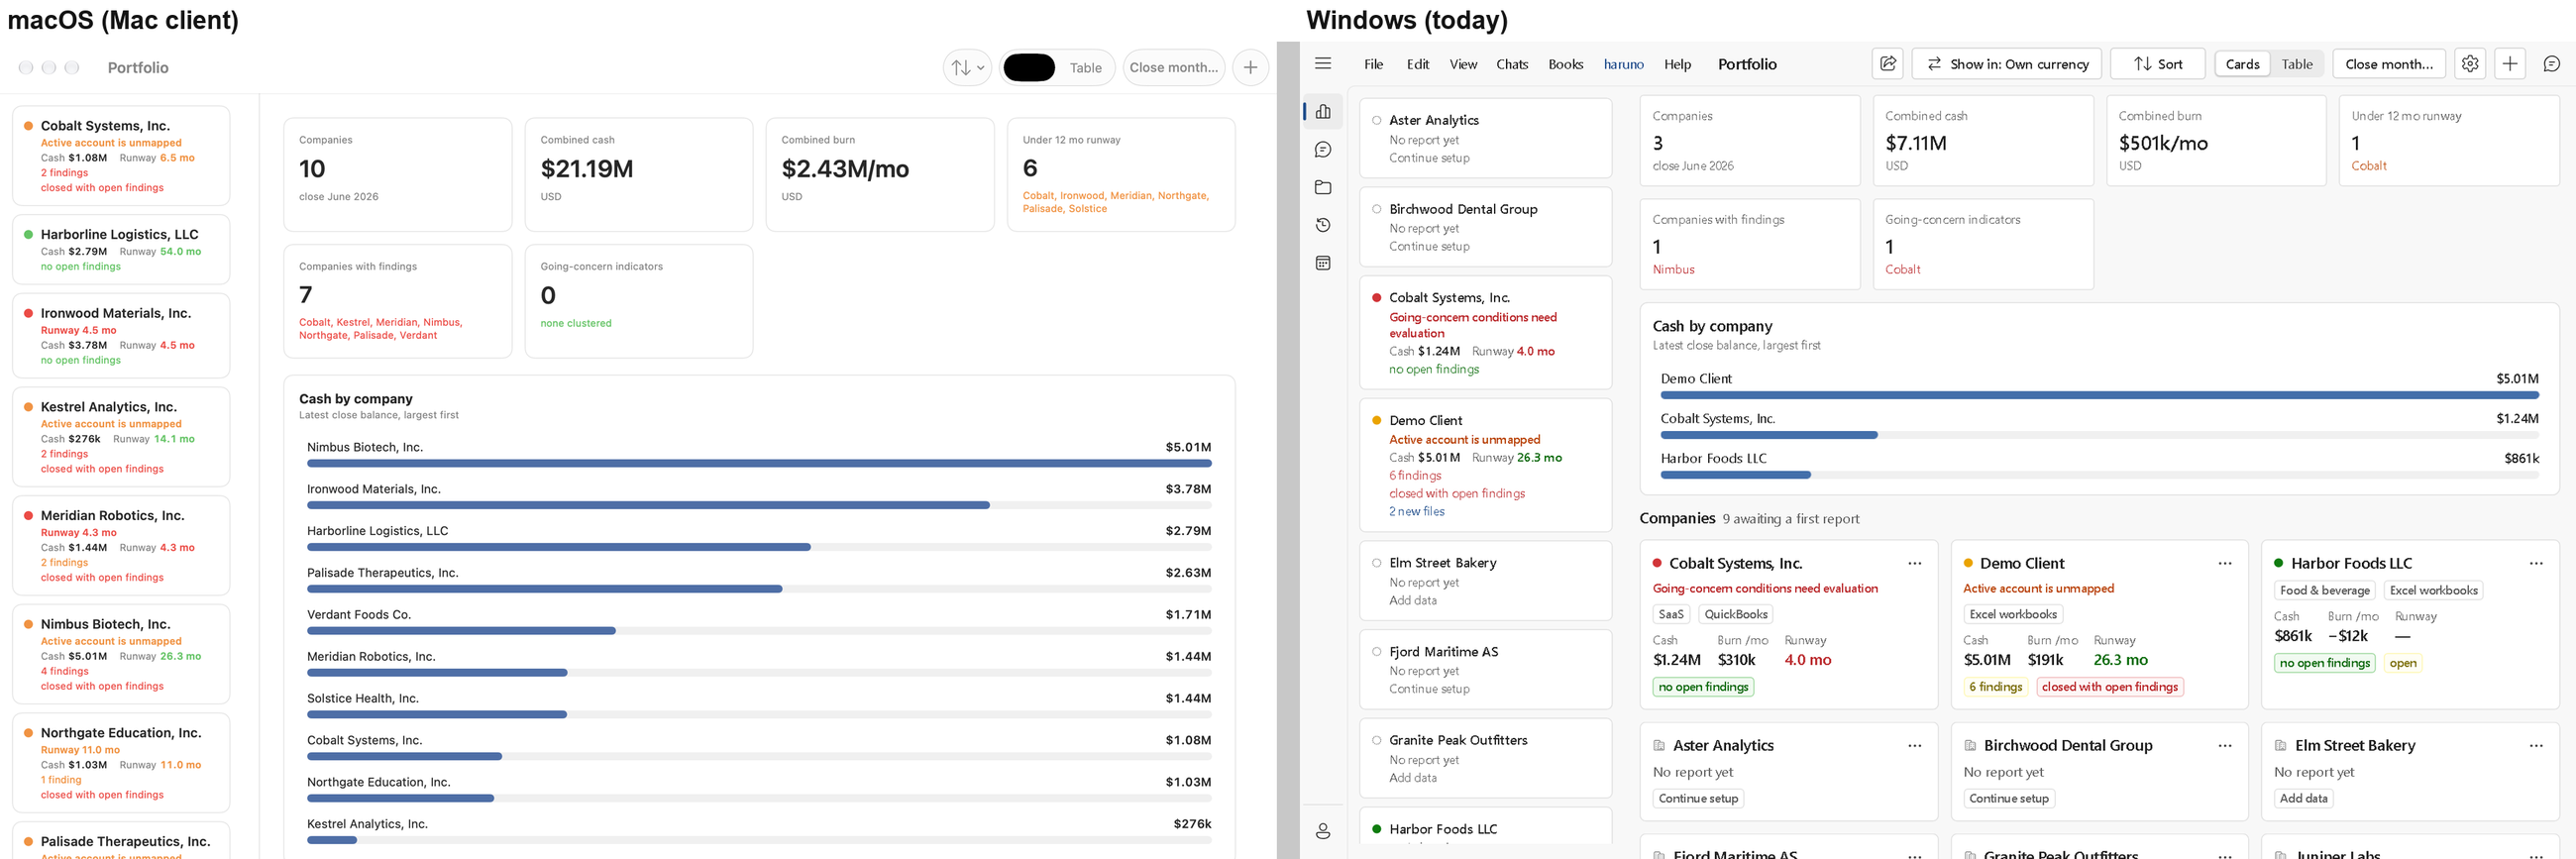 macOS (Mac client)
Portfolio
Table
Close month...
Cobalt Systems, Inc.
Active account is unmapped
Cash $1.08M Runway 6.5 mo
2 findings
closed with open findings
Harborline Logistics, LLC
Cash $2.79M Runway 54.0 mo
no open findings
Ironwood Materials, Inc.
Runway 4.5 mo
Cash $3.78M Runway 4.5 mo
no open findings
Kestrel Analytics, Inc.
Active account is unmapped
Cash $276k Runway 14.1 mo
2 findings
closed with open findings
Meridian Robotics, Inc.
Runway 4.3 mo
Cash $1.44M Runway 4.3 mo
2 findings
closed with open findings
Nimbus Biotech, Inc.
Active account is unmapped
Cash $5.01M Runway 26.3 mo
4 findings
closed with open findings
Northgate Education, Inc.
Runway 11.0 mo
Cash $1.03M Runway 11.0 mo
1 finding
closed with open findings
Palisade Therapeutics, Inc.
Active account is unmapped
Companies
10
close June 2026
Combined cash
$21.19M
USD
Combined burn
$2.43M/mo
USD
Under 12 mo runway
6
Cobalt, Ironwood, Meridian, Northgate,
Palisade, Solstice
Companies with findings
7
Cobalt, Kestrel, Meridian, Nimbus,
Northgate, Palisade, Verdant
Going-concern indicators
0
none clustered
Cash by company
Latest close balance, largest first
Nimbus Biotech, Inc. $5.01M
Ironwood Materials, Inc. $3.78M
Harborline Logistics, LLC $2.79M
Palisade Therapeutics, Inc. $2.63M
Verdant Foods Co. $1.71M
Meridian Robotics, Inc. $1.44M
Solstice Health, Inc. $1.44M
Cobalt Systems, Inc. $1.08M
Northgate Education, Inc. $1.03M
Kestrel Analytics, Inc. $276k
Windows (today)
File Edit View Chats Books haruno Help Portfolio
Show in: Own currency
Sort
Cards Table
Close month...
Aster Analytics
No report yet
Continue setup
Birchwood Dental Group
No report yet
Continue setup
Cobalt Systems, Inc.
Going-concern conditions need
evaluation
Cash $1.24M Runway 4.0 mo
no open findings
Demo Client
Active account is unmapped
Cash $5.01M Runway 26.3 mo
6 findings
closed with open findings
2 new files
Elm Street Bakery
No report yet
Add data
Fjord Maritime AS
No report yet
Continue setup
Granite Peak Outfitters
No report yet
Add data
Harbor Foods LLC
Companies
3
close June 2026
Combined cash
$7.11M
USD
Combined burn
$501k/mo
USD
Under 12 mo runway
1
Cobalt
Companies with findings
1
Nimbus
Going-concern indicators
1
Cobalt
Cash by company
Latest close balance, largest first
Demo Client $5.01M
Cobalt Systems, Inc. $1.24M
Harbor Foods LLC $861k
Companies 9 awaiting a first report
Cobalt Systems, Inc.
Going-concern conditions need evaluation
SaaS QuickBooks
Cash Burn /mo Runway
$1.24M $310k 4.0 mo
no open findings
Demo Client
Active account is unmapped
Excel workbooks
Cash Burn /mo Runway
$5.01M $191k 26.3 mo
6 findings closed with open findings
Harbor Foods LLC
Food & beverage Excel workbooks
Cash Burn /mo Runway
$861k −$12k —
no open findings open
Aster Analytics
No report yet
Continue setup
Birchwood Dental Group
No report yet
Continue setup
Elm Street Bakery
No report yet
Add data
Fjord Maritime AS
Granite Peak Outfitters
Juniper Labs